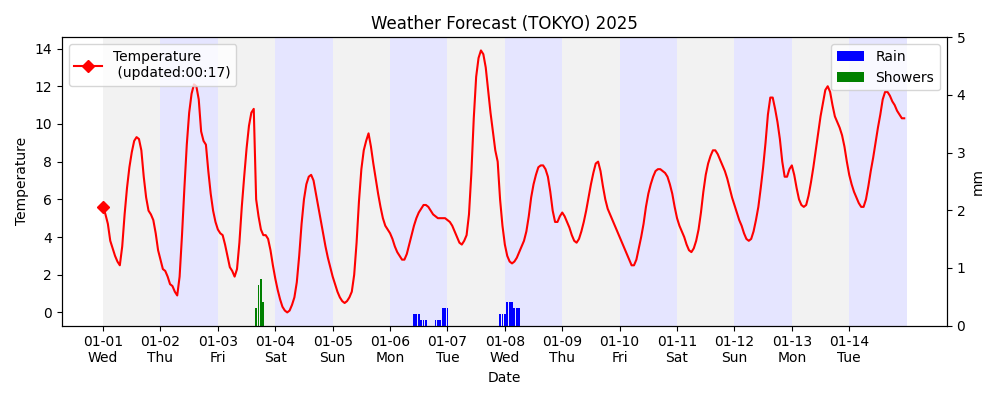 Weather Forecast (TOKYO) 2025
Temperature
(updated:00:17)
Rain
Showers
Temperature
14
12
10
8
6
4
2
0
5
4
3
2
1
0
mm
01-01 01-02 01-03 01-04 01-05 01-06 01-07 01-08 01-09 01-10 01-11 01-12 01-13 01-14
Wed Thu Fri Sat Sun Mon Tue Wed Thu Fri Sat Sun Mon Tue
Date